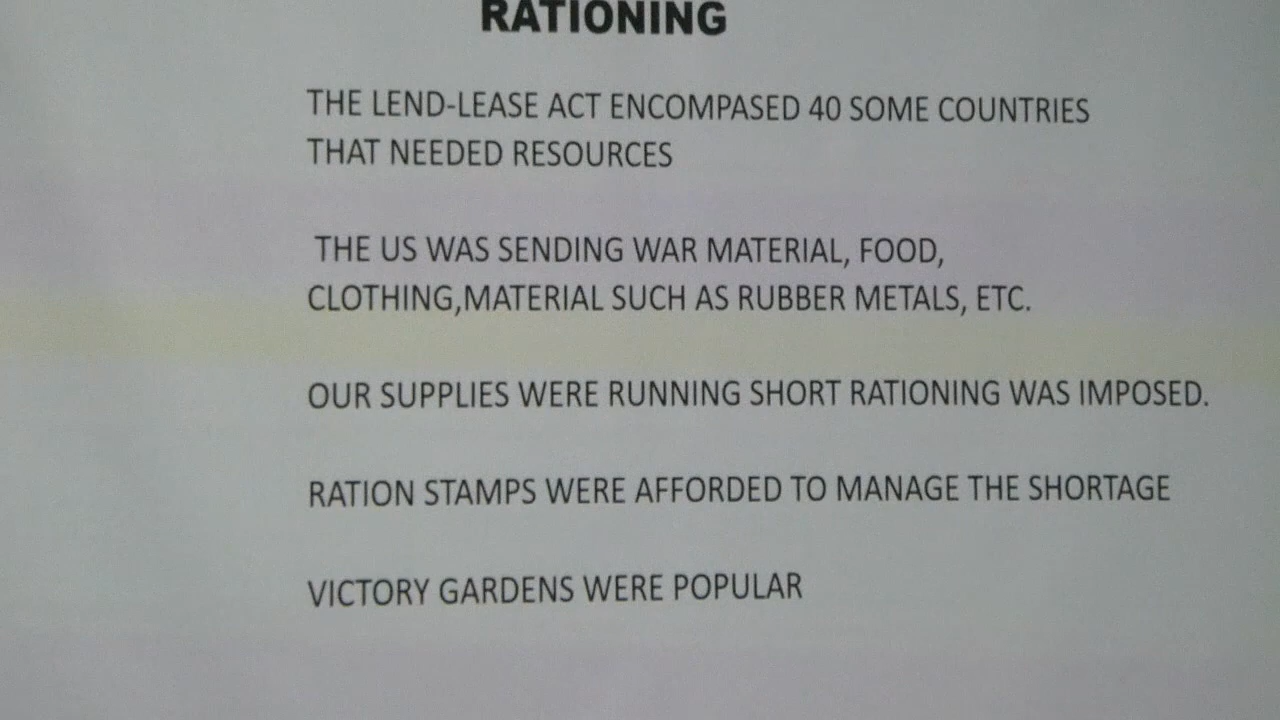 RATIONING
THE LEND-LEASE ACT ENCOMPASED 40 SOME COUNTRIES
THAT NEEDED RESOURCES
THE US WAS SENDING WAR MATERIAL, FOOD,
CLOTHING,MATERIAL SUCH AS RUBBER METALS, ETC.
OUR SUPPLIES WERE RUNNING SHORT RATIONING WAS IMPOSED.
RATION STAMPS WERE AFFORDED TO MANAGE THE SHORTAGE
VICTORY GARDENS WERE POPULAR